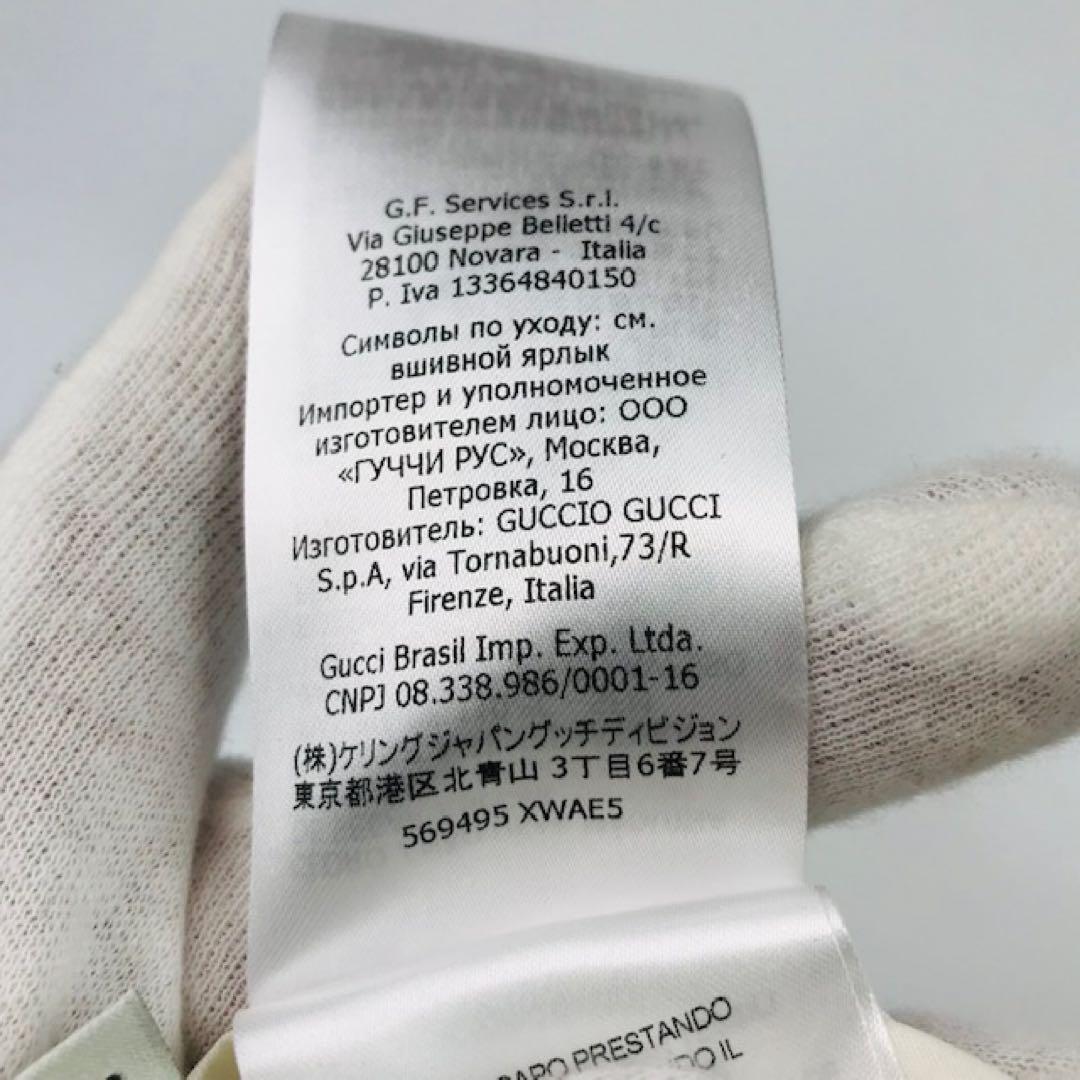 G.F. Services S.r.l.
Via Giuseppe Belletti 4/c
28100 Novara - Italia
P. Iva 13364840150
Символы по уходу: см.
вшивной ярлык
Импортер и уполномоченное
изготовителем лицо: ООО
«ГУЧЧИ РУС», Москва,
Петровка, 16
Изготовитель: GUCCIO GUCCI
S.p.A, via Tornabuoni,73/R
Firenze, Italia
Gucci Brasil Imp. Exp. Ltda.
CNPJ 08.338.986/0001-16
(株)ケリングジャパングッチディビジョン
東京都港区北青山 3丁目6番7号
569495 XWAE5
CAPO PRESTANDO
IL